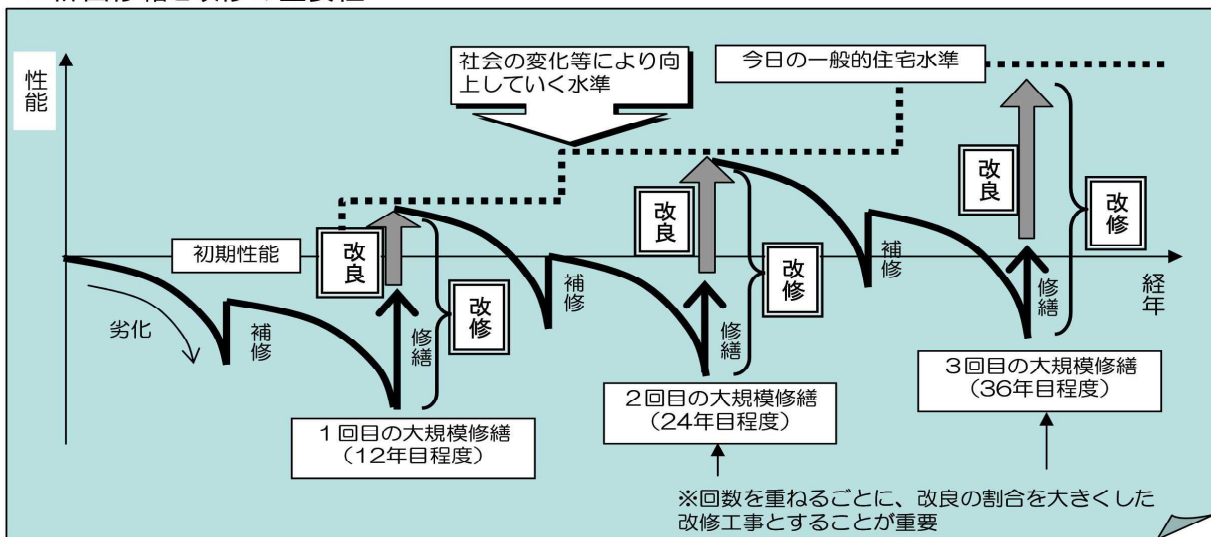 性能
社会の変化等により向
上していく水準
今日の一般的住宅水準
初期性能
劣化
補修
改良
修繕
改修
1回目の大規模修繕
(12年目程度)
補修
改良
修繕
改修
2回目の大規模修繕
(24年目程度)
補修
改良
修繕
改修
3回目の大規模修繕
(36年目程度)
経年
※回数を重ねるごとに、改良の割合を大きくした
改修工事とすることが重要